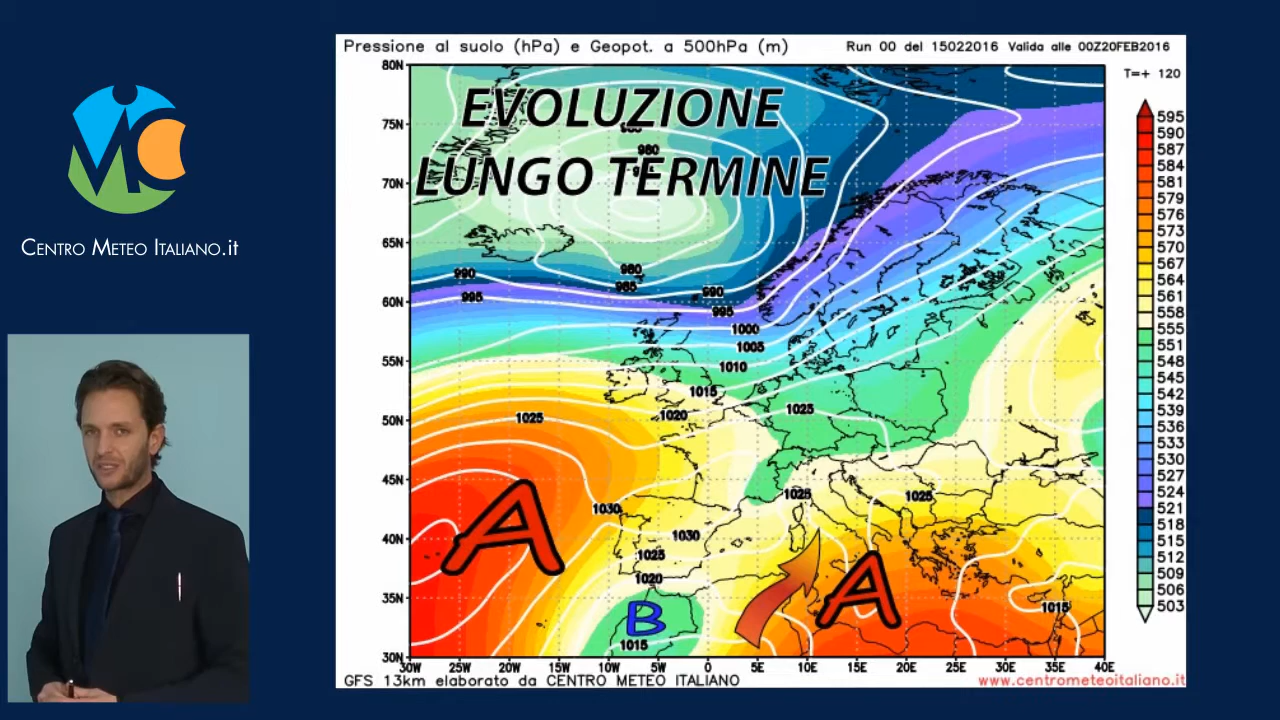 Pressione al suolo (hPa) e Geopot. a 500hPa (m)
Run 00 del 15022016 Valida alle 00Z20FEB2016
T=+ 120
EVOLUZIONE
LUNGO TERMINE
CENTRO METEO ITALIANO.it
80N
75N
70N
65N
60N
55N
50N
45N
40N
35N
30N
30W 25W 20W 15W 10W 5W 0 5E 10E 15E 20E 25E 30E 35E 40E
980
980
990
985
990
995
995
1000
1005
1010
1015
1020
1025
1025
1025
1025
1030
1030
1025
1020
1015
1015
A
A
B
595
590
587
584
581
579
576
573
570
567
564
561
558
555
551
548
545
542
539
536
533
530
527
524
521
518
515
512
509
506
503
GFS 13km elaborato da CENTRO METEO ITALIANO
www.centrometeoitaliano.it